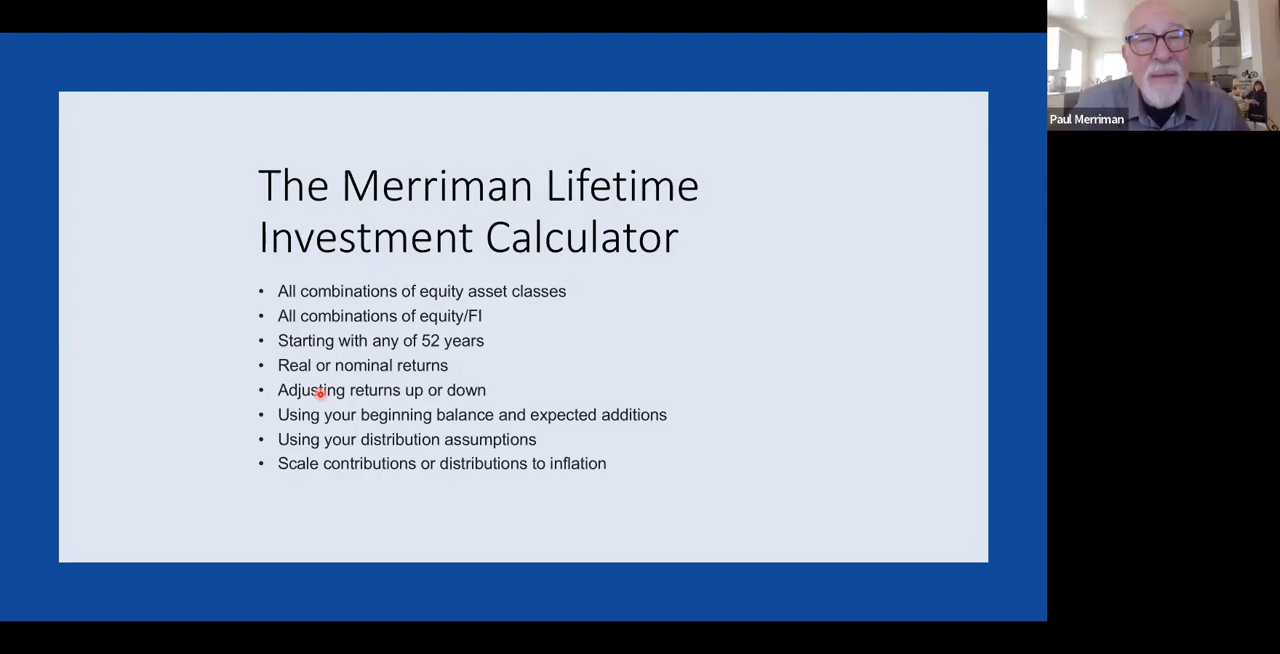 The Merriman Lifetime
Investment Calculator
• All combinations of equity asset classes
• All combinations of equity/FI
• Starting with any of 52 years
• Real or nominal returns
• Adjusting returns up or down
• Using your beginning balance and expected additions
• Using your distribution assumptions
• Scale contributions or distributions to inflation
Paul Merriman